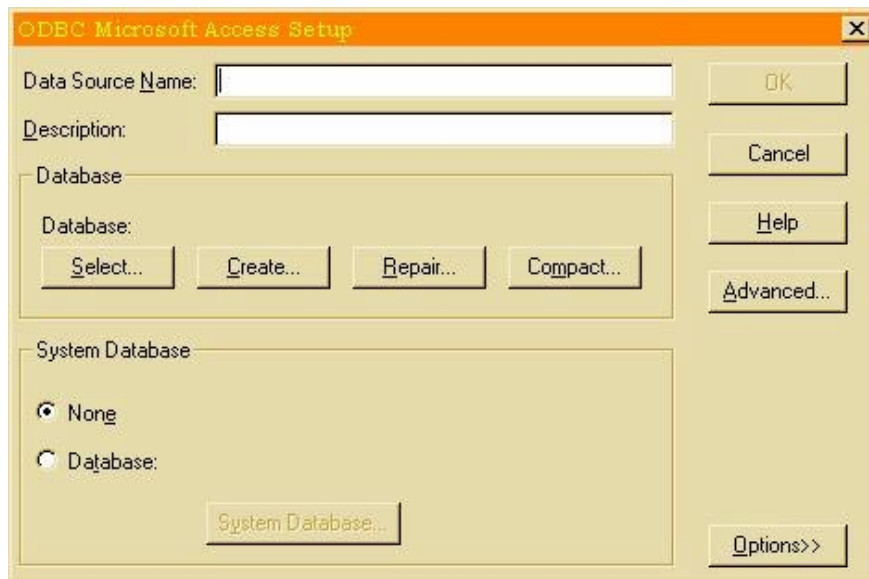 ODBC Microsoft Access Setup
Data Source Name:
OK
Description:
Cancel
Database
Database:
Help
Select... Create... Repair... Compact...
Advanced...
System Database
None
Database:
System Database...
Options>>